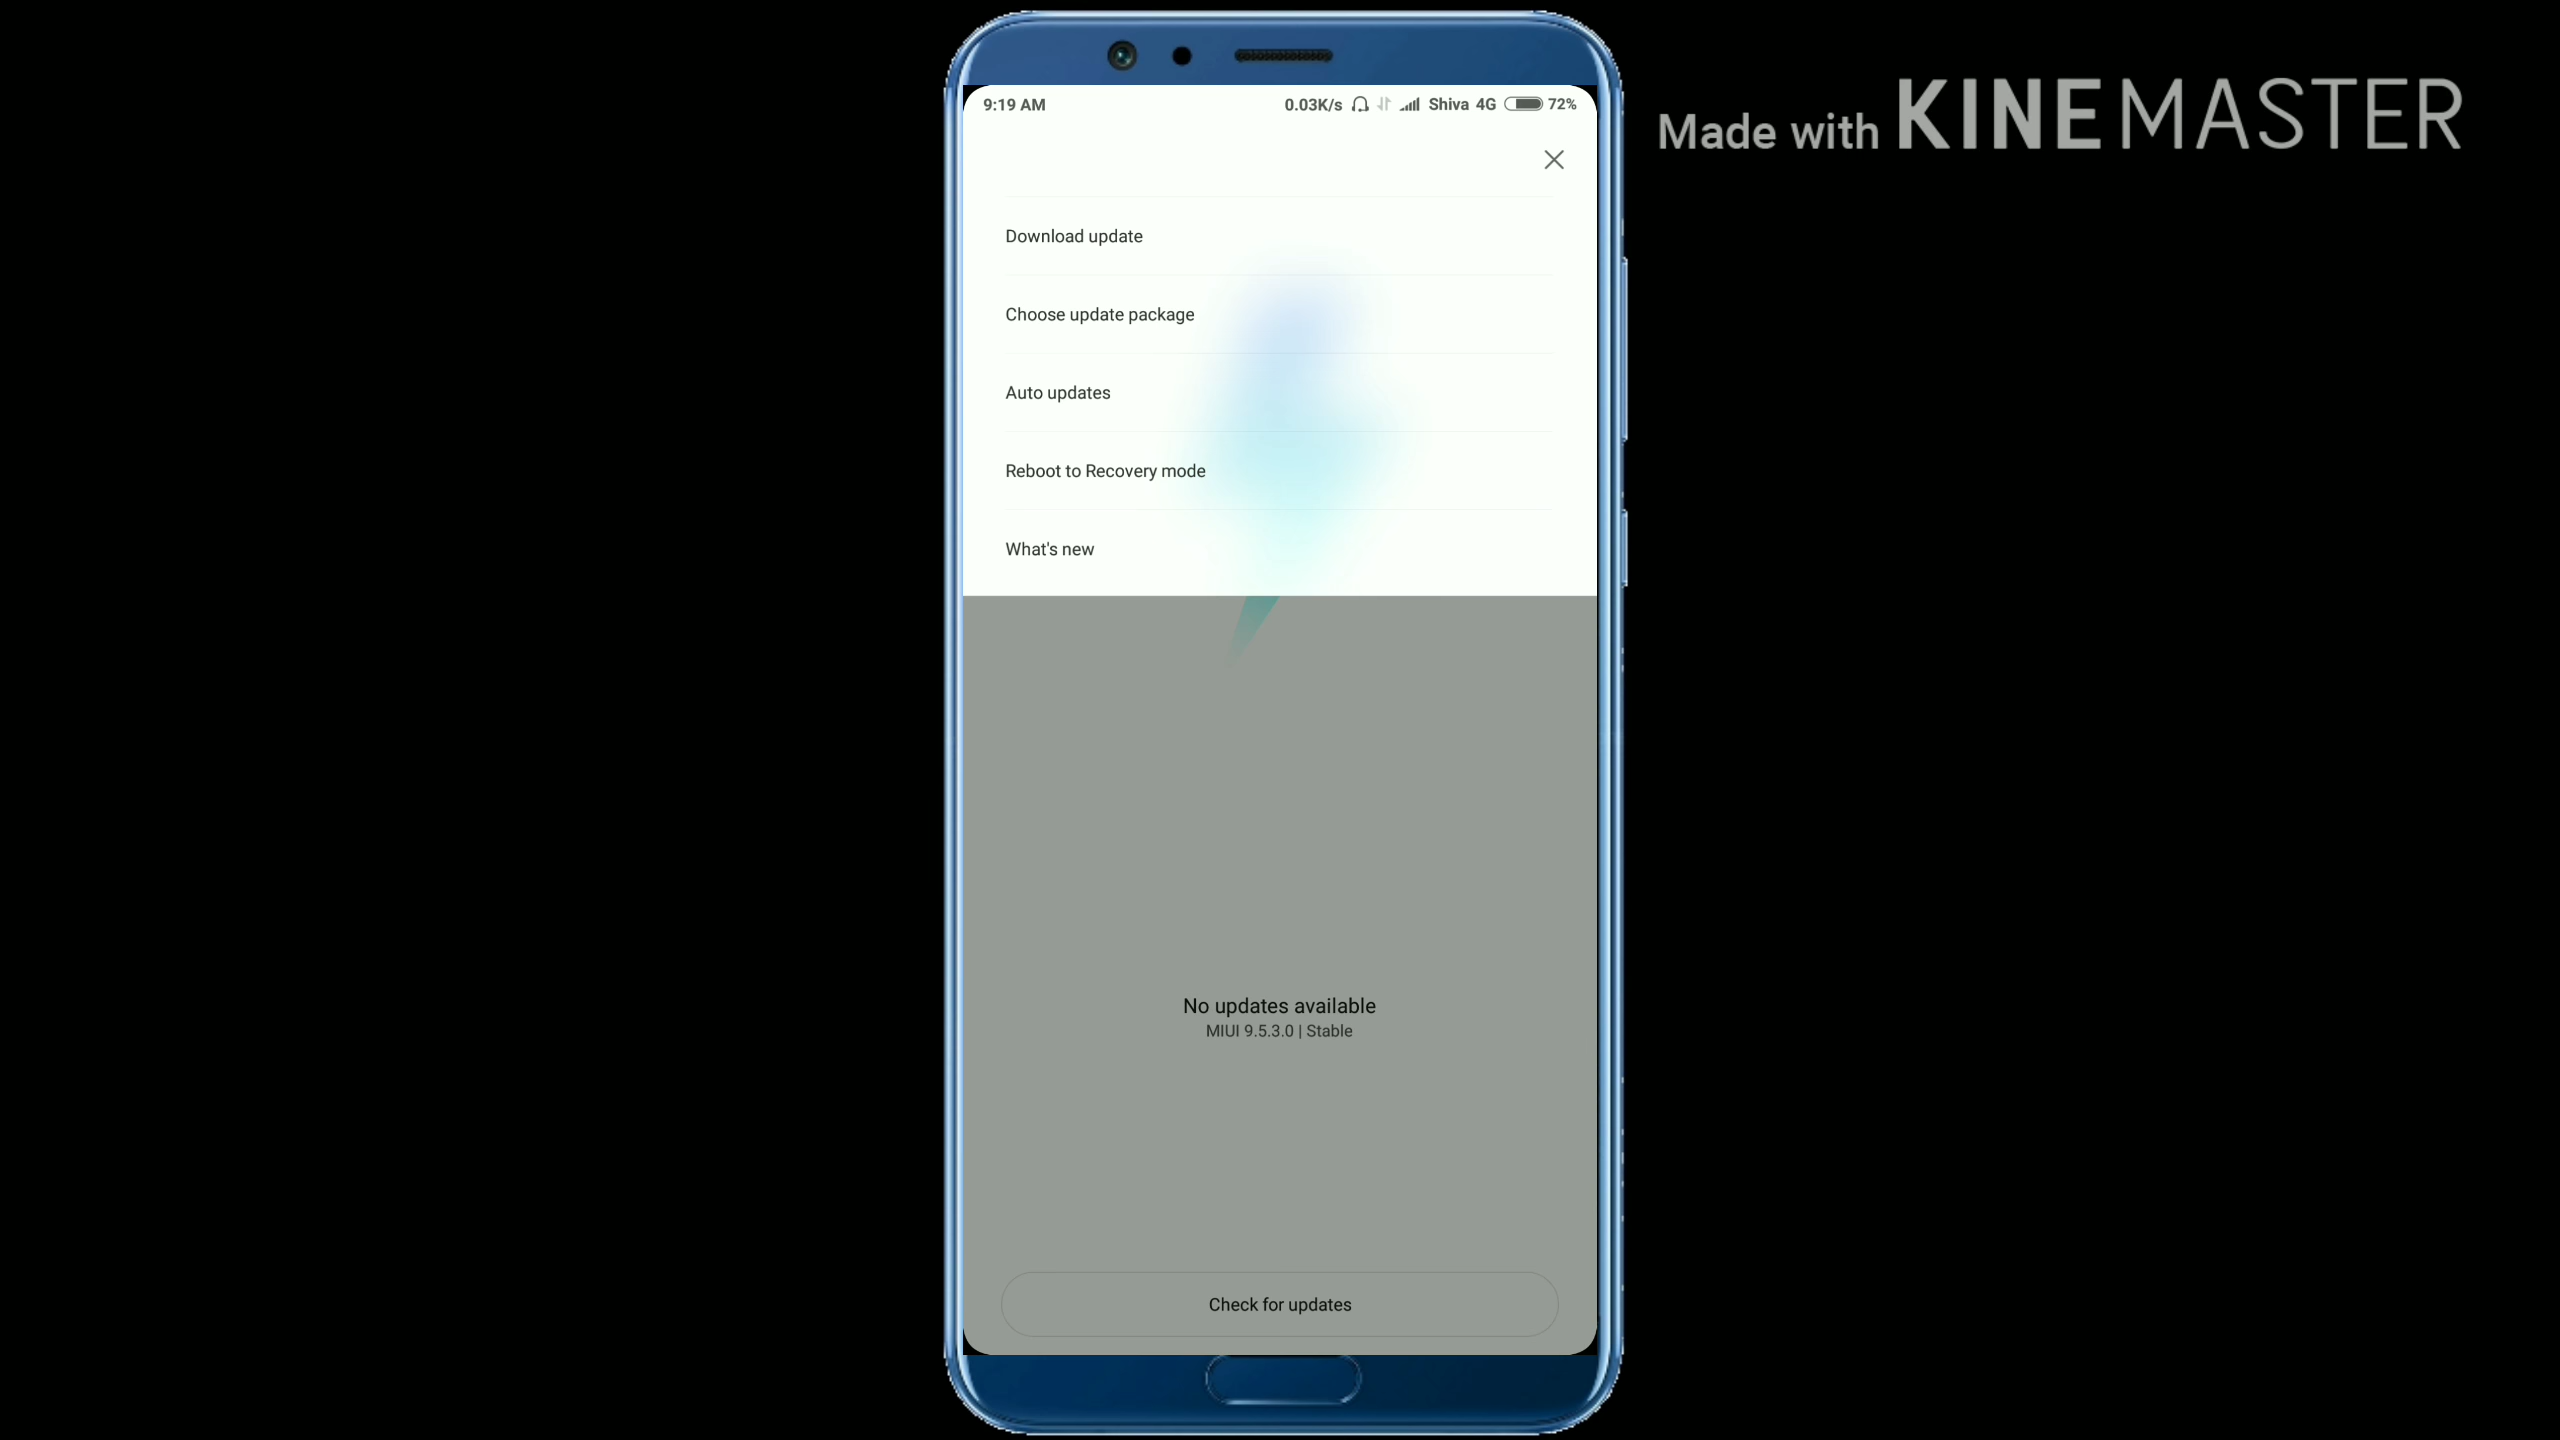 Made with KINEMASTER
9:19 AM 0.03K/s Shiva 4G 72%
Download update
Choose update package
Auto updates
Reboot to Recovery mode
What's new
No updates available
MIUI 9.5.3.0 | Stable
Check for updates